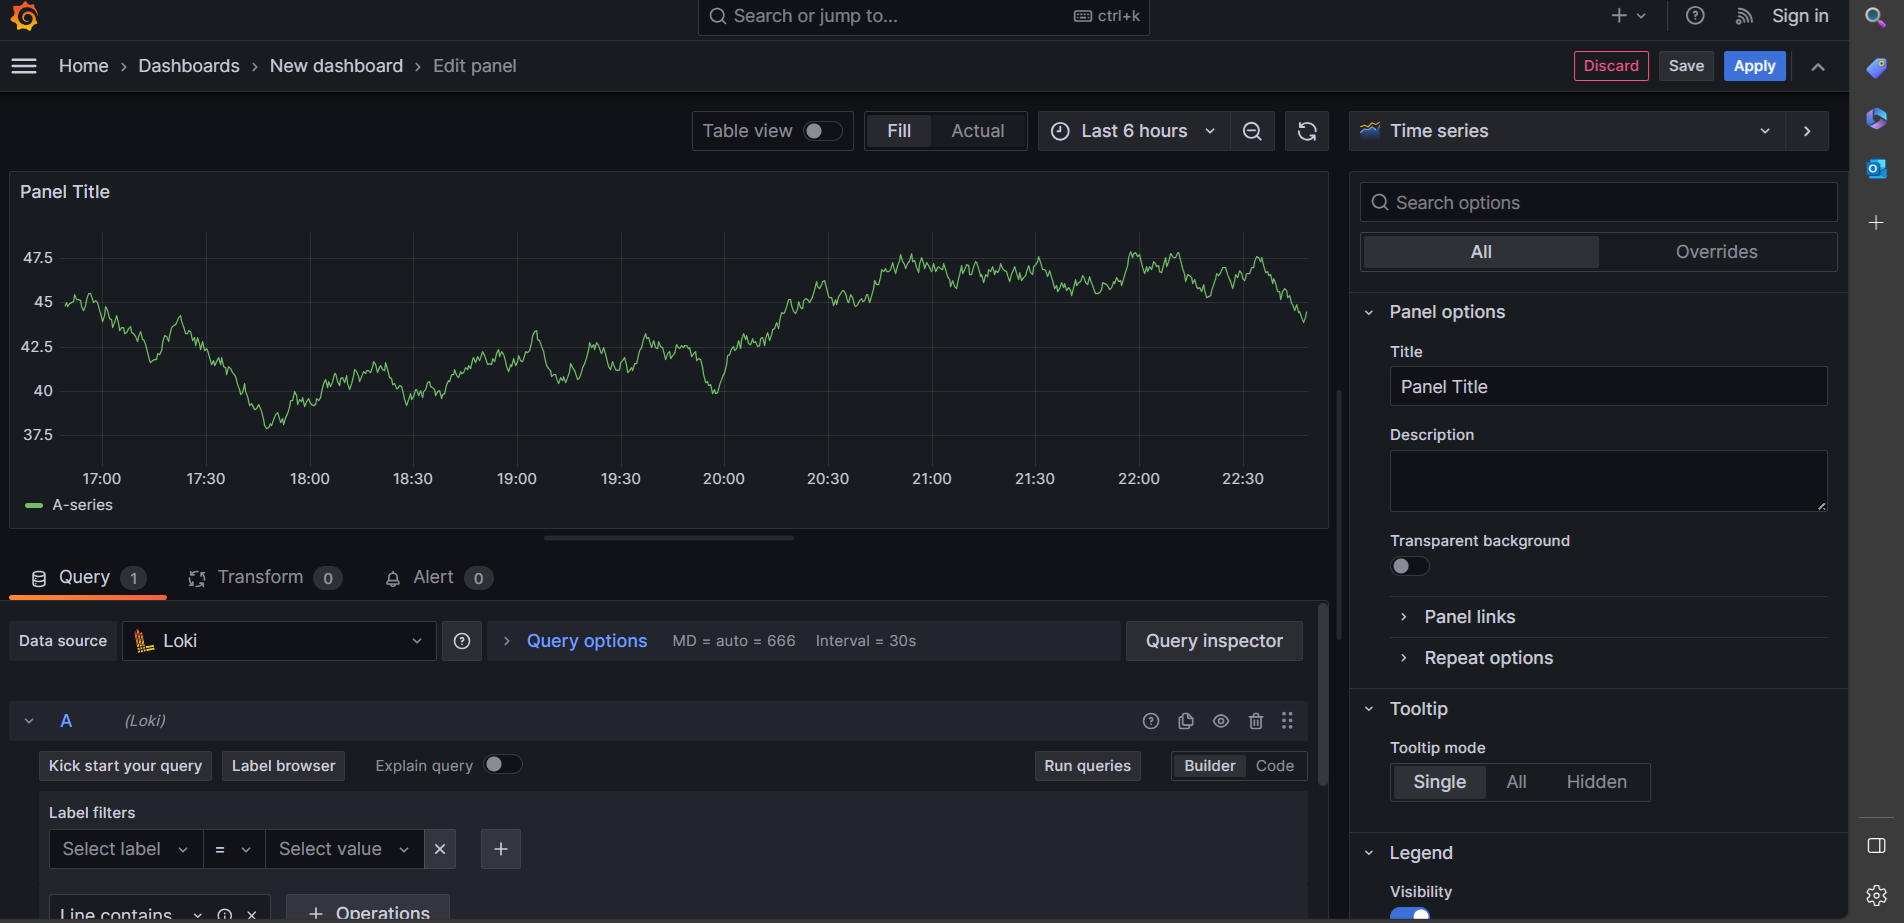 Search or jump to... ctrl+k Sign in
Home › Dashboards › New dashboard › Edit panel Discard Save Apply
Table view Fill Actual Last 6 hours Time series
Panel Title
47.5
45
42.5
40
37.5
17:00 17:30 18:00 18:30 19:00 19:30 20:00 20:30 21:00 21:30 22:00 22:30
A-series
Search options
All Overrides
Panel options
Title
Panel Title
Description
Transparent background
Panel links
Repeat options
Tooltip
Tooltip mode
Single All Hidden
Legend
Visibility
Query 1 Transform 0 Alert 0
Data source Loki Query options MD = auto = 666 Interval = 30s Query inspector
A (Loki)
Kick start your query Label browser Explain query Run queries Builder Code
Label filters
Select label = Select value
Line contains + Operations